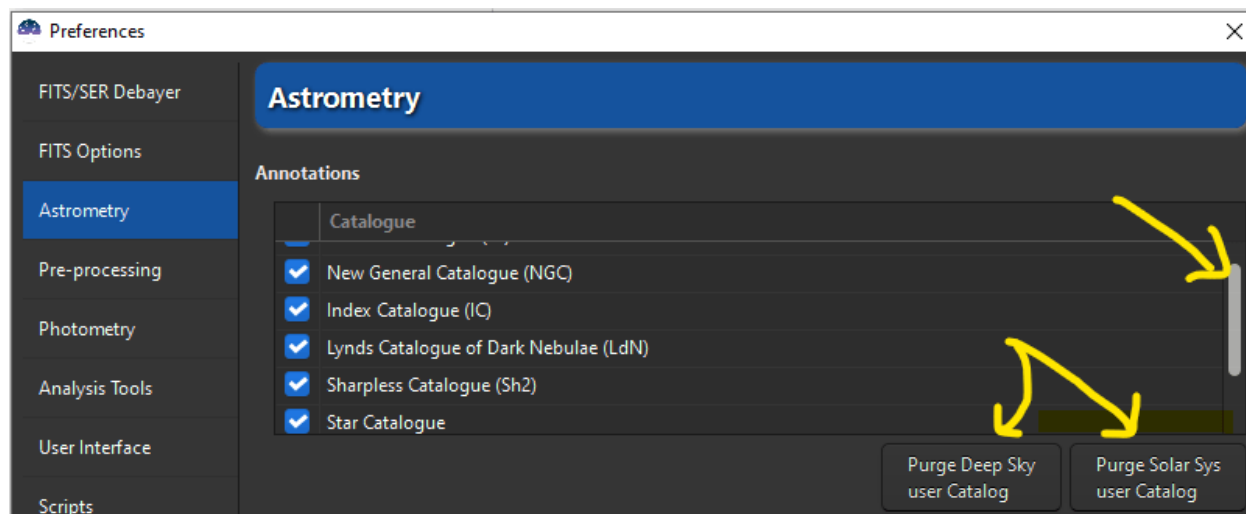 Preferences
FITS/SER Debayer
FITS Options
Astrometry
Pre-processing
Photometry
Analysis Tools
User Interface
Scripts
Astrometry
Annotations
Catalogue
New General Catalogue (NGC)
Index Catalogue (IC)
Lynds Catalogue of Dark Nebulae (LdN)
Sharpless Catalogue (Sh2)
Star Catalogue
Purge Deep Sky
user Catalog
Purge Solar Sys
user Catalog